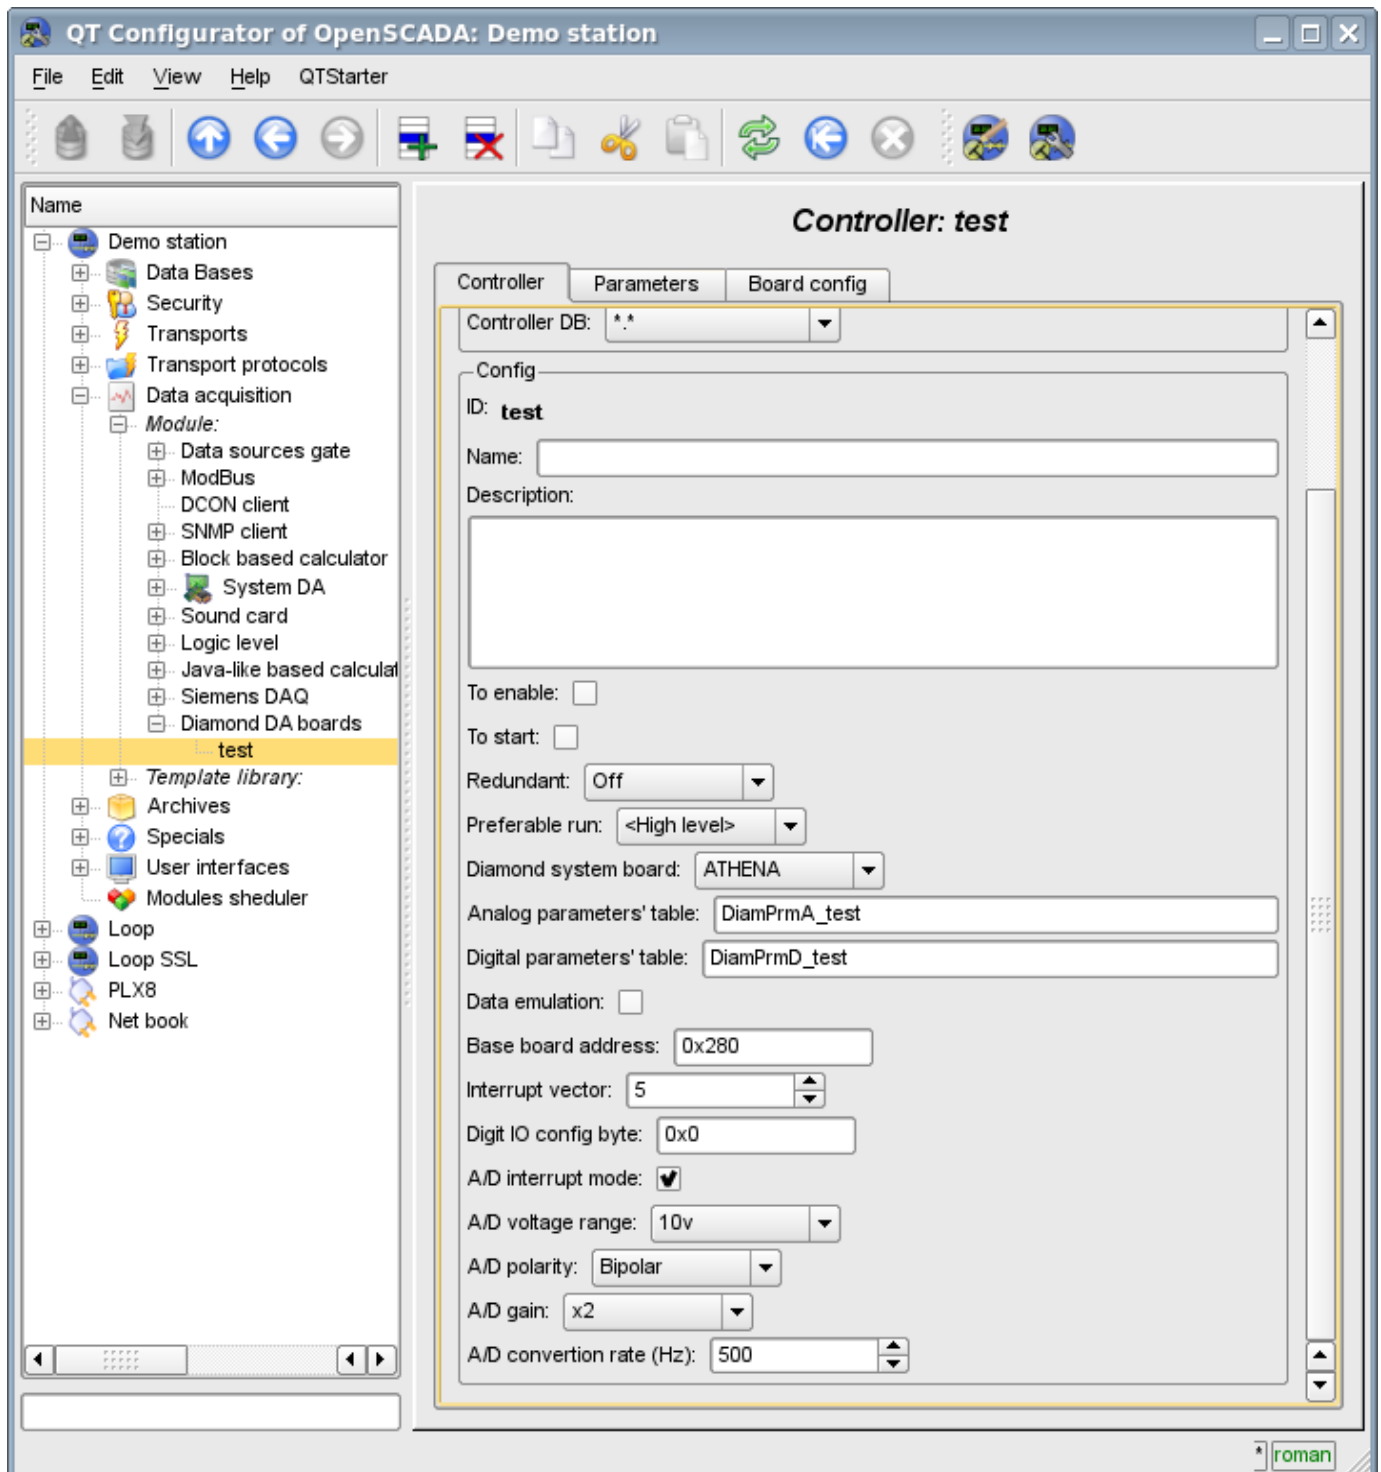 QT Configurator of OpenSCADA: Demo station
File Edit View Help QTStarter
Name
Demo station
Data Bases
Security
Transports
Transport protocols
Data acquisition
Module:
Data sources gate
ModBus
DCON client
SNMP client
Block based calculator
System DA
Sound card
Logic level
Java-like based calculat
Siemens DAQ
Diamond DA boards
test
Template library:
Archives
Specials
User interfaces
Modules sheduler
Loop
Loop SSL
PLX8
Net book
Controller: test
Controller Parameters Board config
Controller DB: *.*
Config
ID: test
Name:
Description:
To enable:
To start:
Redundant: Off
Preferable run: <High level>
Diamond system board: ATHENA
Analog parameters' table: DiamPrmA_test
Digital parameters' table: DiamPrmD_test
Data emulation:
Base board address: 0x280
Interrupt vector: 5
Digit IO config byte: 0x0
A/D interrupt mode:
A/D voltage range: 10v
A/D polarity: Bipolar
A/D gain: x2
A/D convertion rate (Hz): 500
* roman